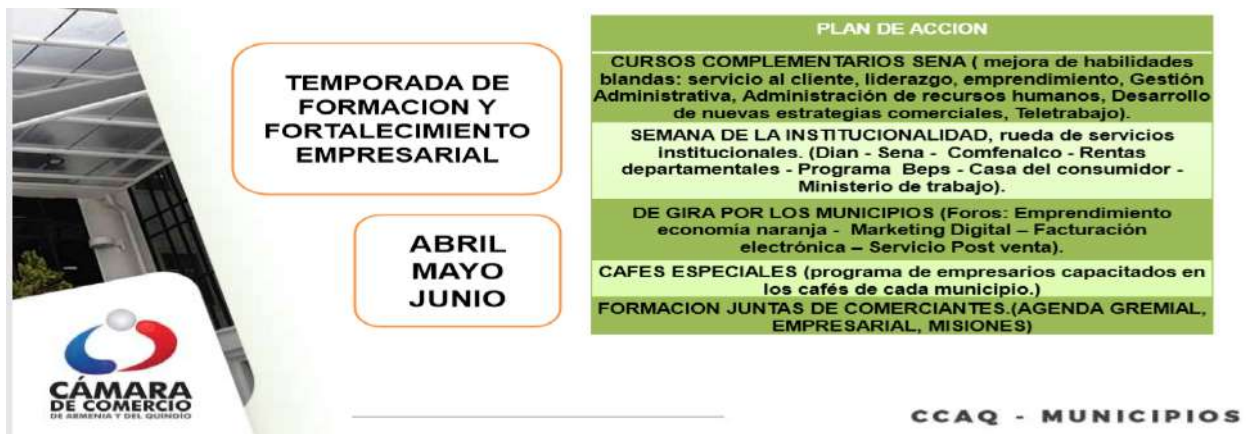 TEMPORADA DE
FORMACION Y
FORTALECIMIENTO
EMPRESARIAL
ABRIL
MAYO
JUNIO
PLAN DE ACCION
CURSOS COMPLEMENTARIOS SENA ( mejora de habilidades
blandas: servicio al cliente, liderazgo, emprendimiento, Gestión
Administrativa, Administración de recursos humanos, Desarrollo
de nuevas estrategias comerciales, Teletrabajo).
SEMANA DE LA INSTITUCIONALIDAD, rueda de servicios
institucionales. (Dian - Sena - Comfenalco - Rentas
departamentales - Programa Beps - Casa del consumidor -
Ministerio de trabajo).
DE GIRA POR LOS MUNICIPIOS (Foros: Emprendimiento
economía naranja - Marketing Digital – Facturación
electrónica – Servicio Post venta).
CAFES ESPECIALES (programa de empresarios capacitados en
los cafés de cada municipio.)
FORMACION JUNTAS DE COMERCIANTES.(AGENDA GREMIAL,
EMPRESARIAL, MISIONES)
CÁMARA
DE COMERCIO
DE ARMENIA Y DEL QUINDÍO
CCAQ - MUNICIPIOS